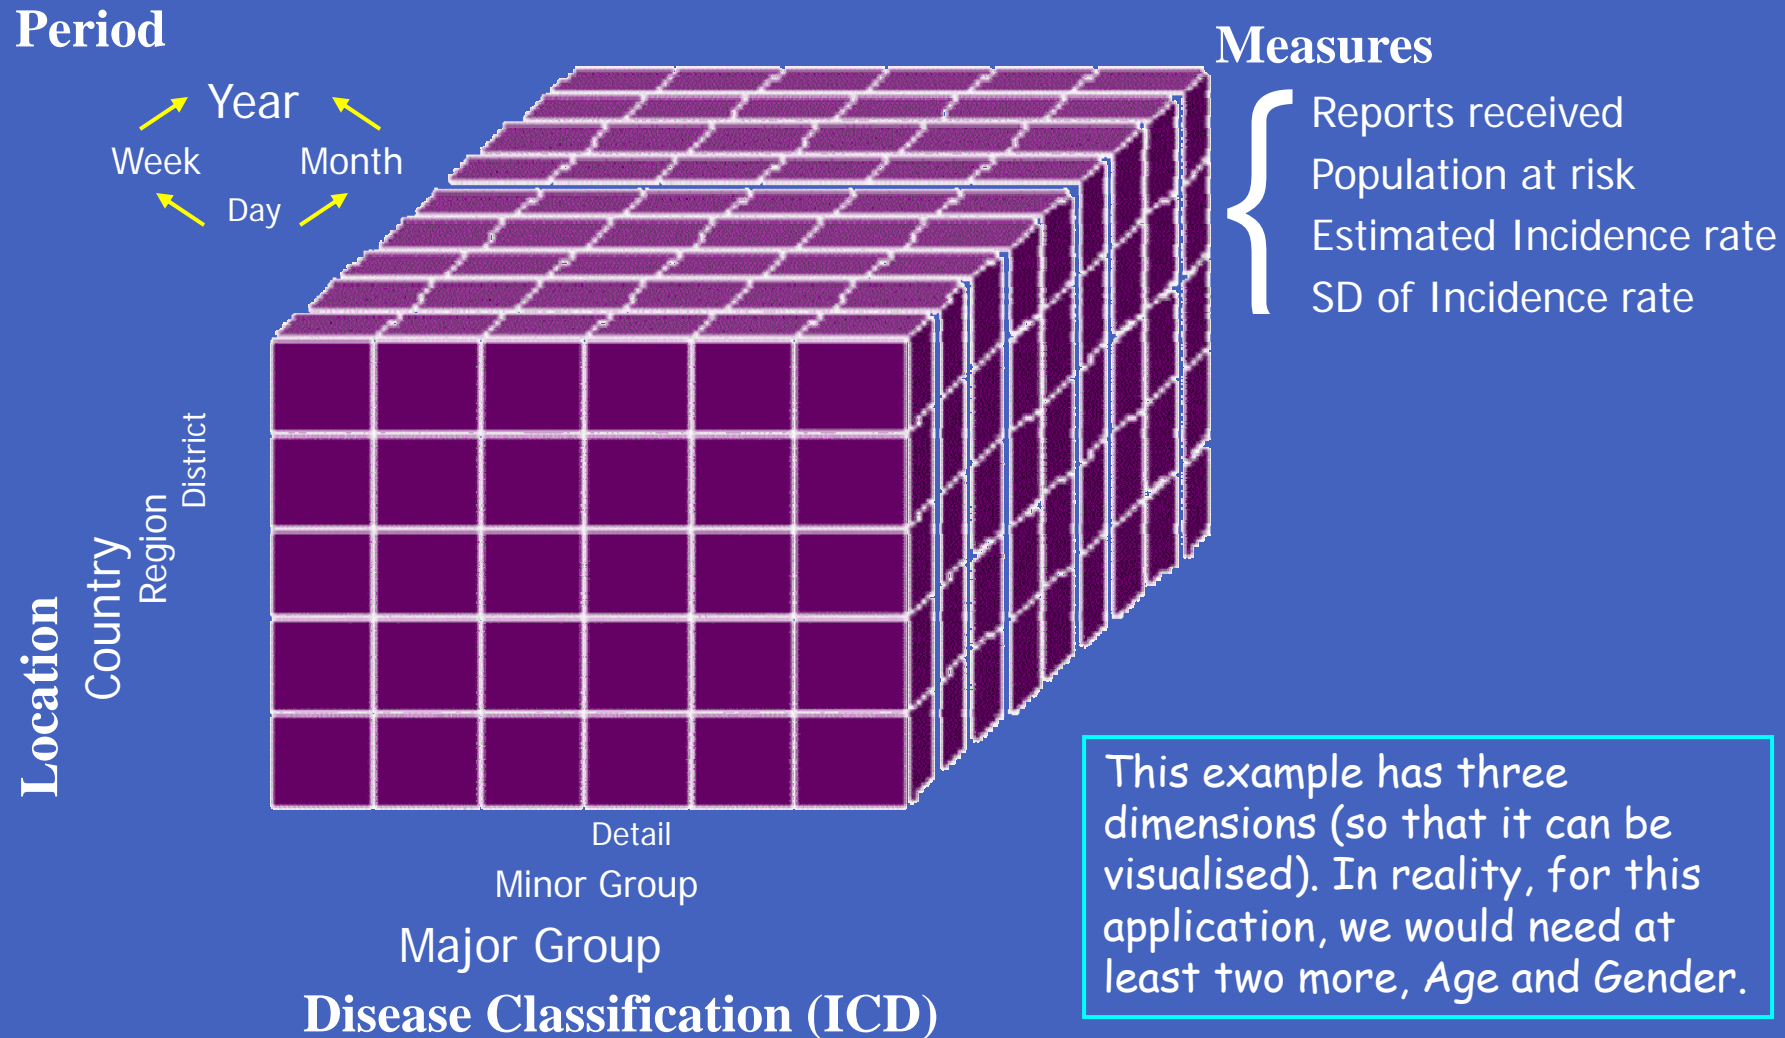 Period
Year
Week Month
Day
Measures
Reports received
Population at risk
Estimated Incidence rate
SD of Incidence rate
Location
Country
Region
District
Detail
Minor Group
Major Group
Disease Classification (ICD)
This example has three
dimensions (so that it can be
visualised). In reality, for this
application, we would need at
least two more, Age and Gender.